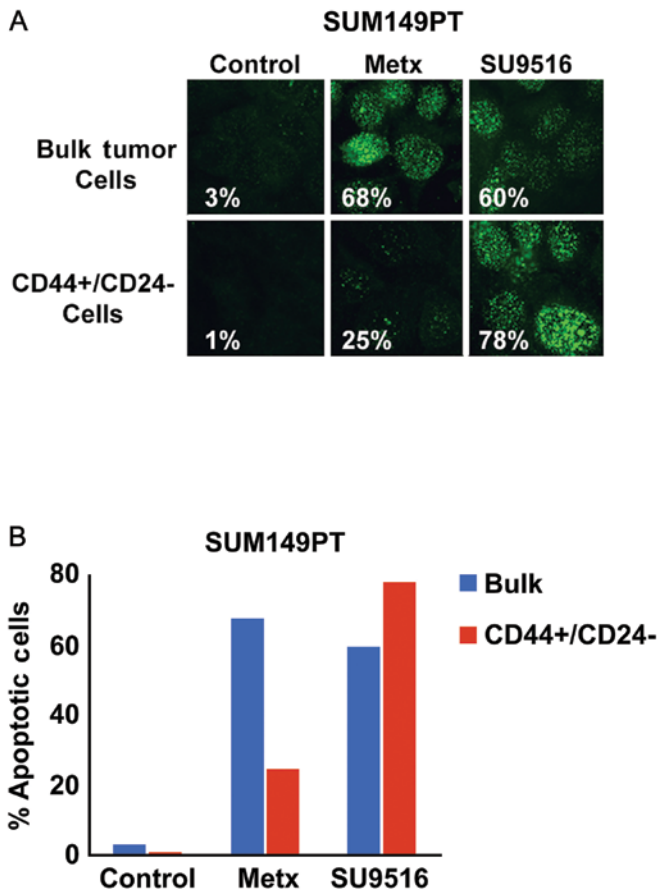 A
SUM149PT
Control Metx SU9516
Bulk tumor
Cells
3% 68% 60%
CD44+/CD24-
Cells
1% 25% 78%
B
SUM149PT
% Apoptotic cells
80
60
40
20
0
Control Metx SU9516
Bulk
CD44+/CD24-